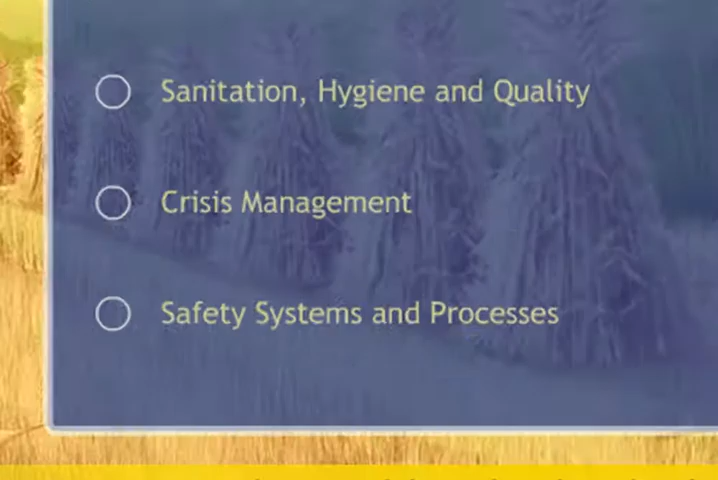 Sanitation, Hygiene and Quality
Crisis Management
Safety Systems and Processes